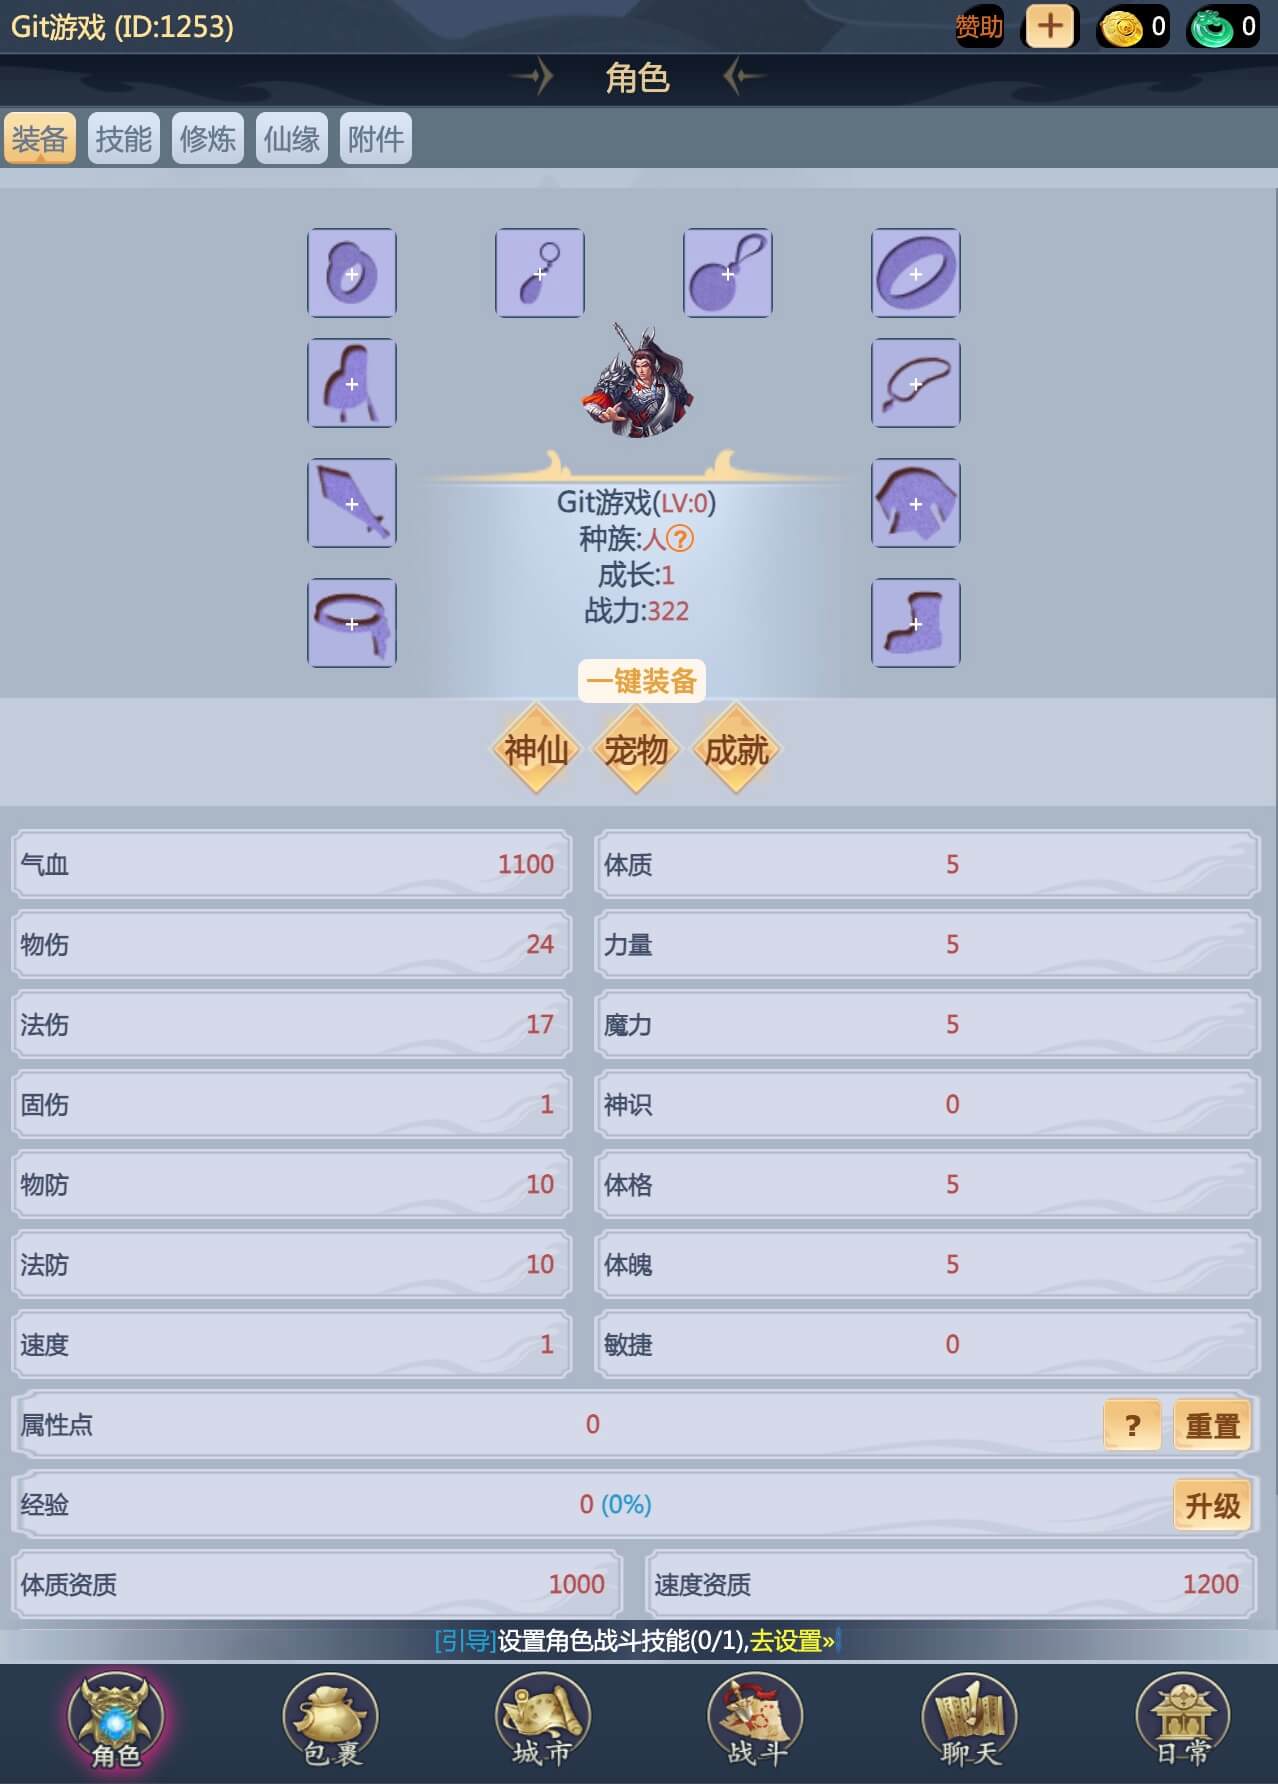 Git游戏 (ID:1253)
赞助 + 0 0
角色
装备 技能 修炼 仙缘 附件
Git游戏(LV:0)
种族:人?
成长:1
战力:322
一键装备
神仙 宠物 成就
气血 1100 体质 5
物伤 24 力量 5
法伤 17 魔力 5
固伤 1 神识 0
物防 10 体格 5
法防 10 体魄 5
速度 1 敏捷 0
属性点 0 ? 重置
经验 0 (0%) 升级
体质资质 1000 速度资质 1200
[引导]设置角色战斗技能(0/1),去设置»
角色 包裹 城市 战斗 聊天 日常